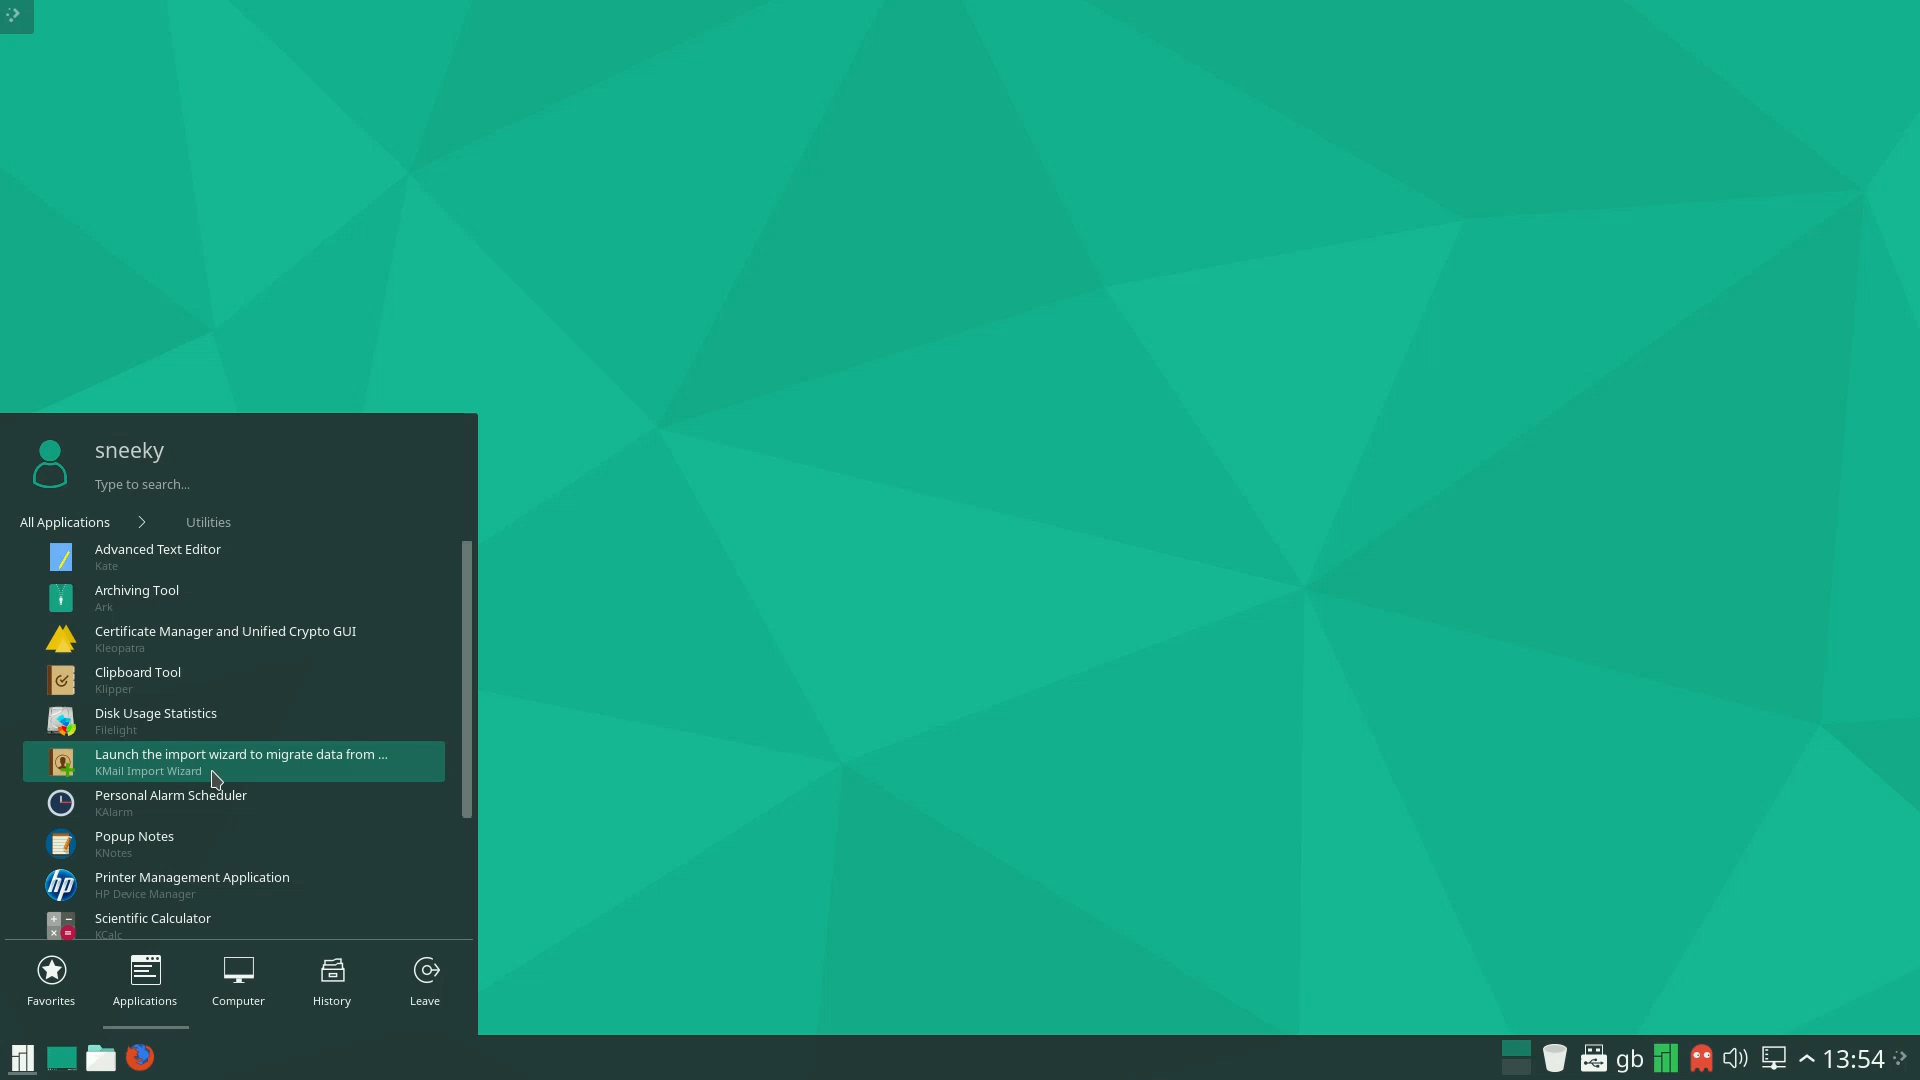 sneeky
Type to search...
All Applications
Utilities
Advanced Text Editor
Kate
Archiving Tool
Ark
Certificate Manager and Unified Crypto GUI
Kleopatra
Clipboard Tool
Klipper
Disk Usage Statistics
Filelight
Launch the import wizard to migrate data from ...
KMail Import Wizard
Personal Alarm Scheduler
KAlarm
Popup Notes
KNotes
hp
Printer Management Application
HP Device Manager
Scientific Calculator
KCalc
Favorites
Applications
Computer
History
Leave
gb
13:54